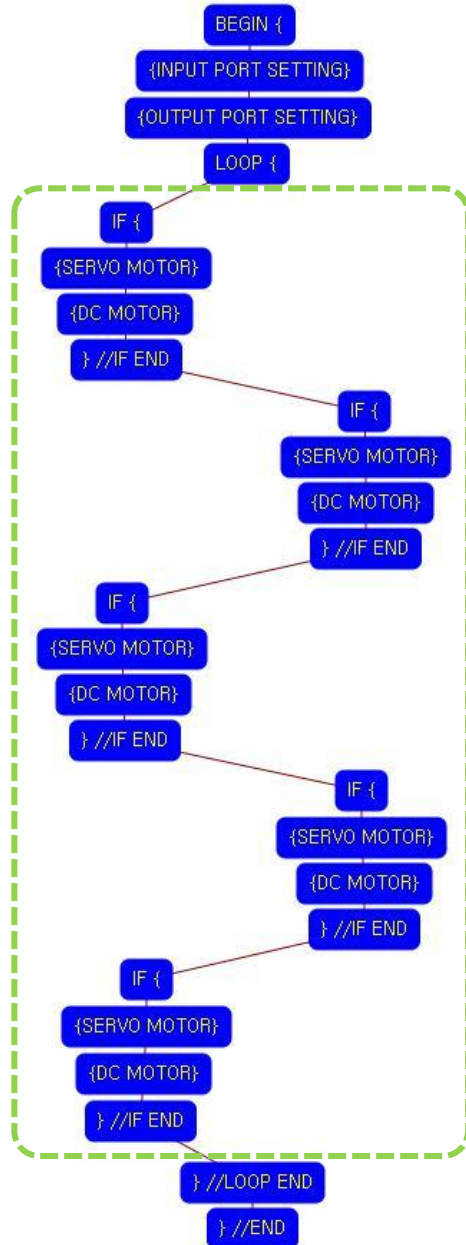 BEGIN {
{INPUT PORT SETTING}
{OUTPUT PORT SETTING}
LOOP {
IF {
{SERVO MOTOR}
{DC MOTOR}
} //IF END
IF {
{SERVO MOTOR}
{DC MOTOR}
} //IF END
IF {
{SERVO MOTOR}
{DC MOTOR}
} //IF END
IF {
{SERVO MOTOR}
{DC MOTOR}
} //IF END
IF {
{SERVO MOTOR}
{DC MOTOR}
} //IF END
} //LOOP END
} //END